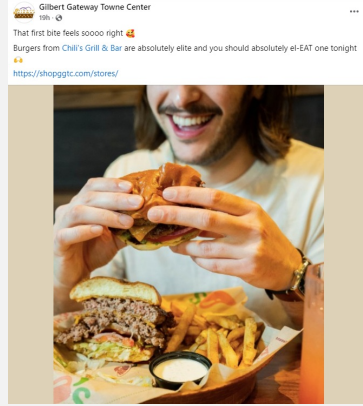 Gilbert Gateway Towne Center
19h ·
That first bite feels soooo right 🥰
Burgers from Chili's Grill & Bar are absolutely elite and you should absolutely el-EAT one tonight
🙌
https://shopggtc.com/stores/